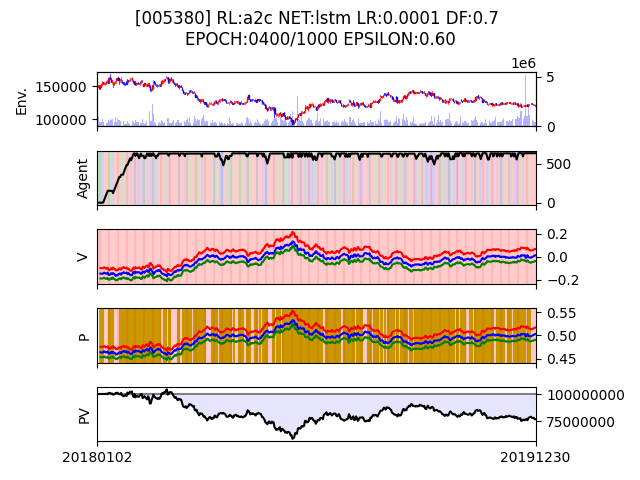 [005380] RL:a2c NET:lstm LR:0.0001 DF:0.7
EPOCH:0400/1000 EPSILON:0.60
1e6
Env.
150000
100000
5
0
Agent
500
0
V
0.2
0.0
−0.2
P
0.55
0.50
0.45
PV
100000000
75000000
20180102
20191230